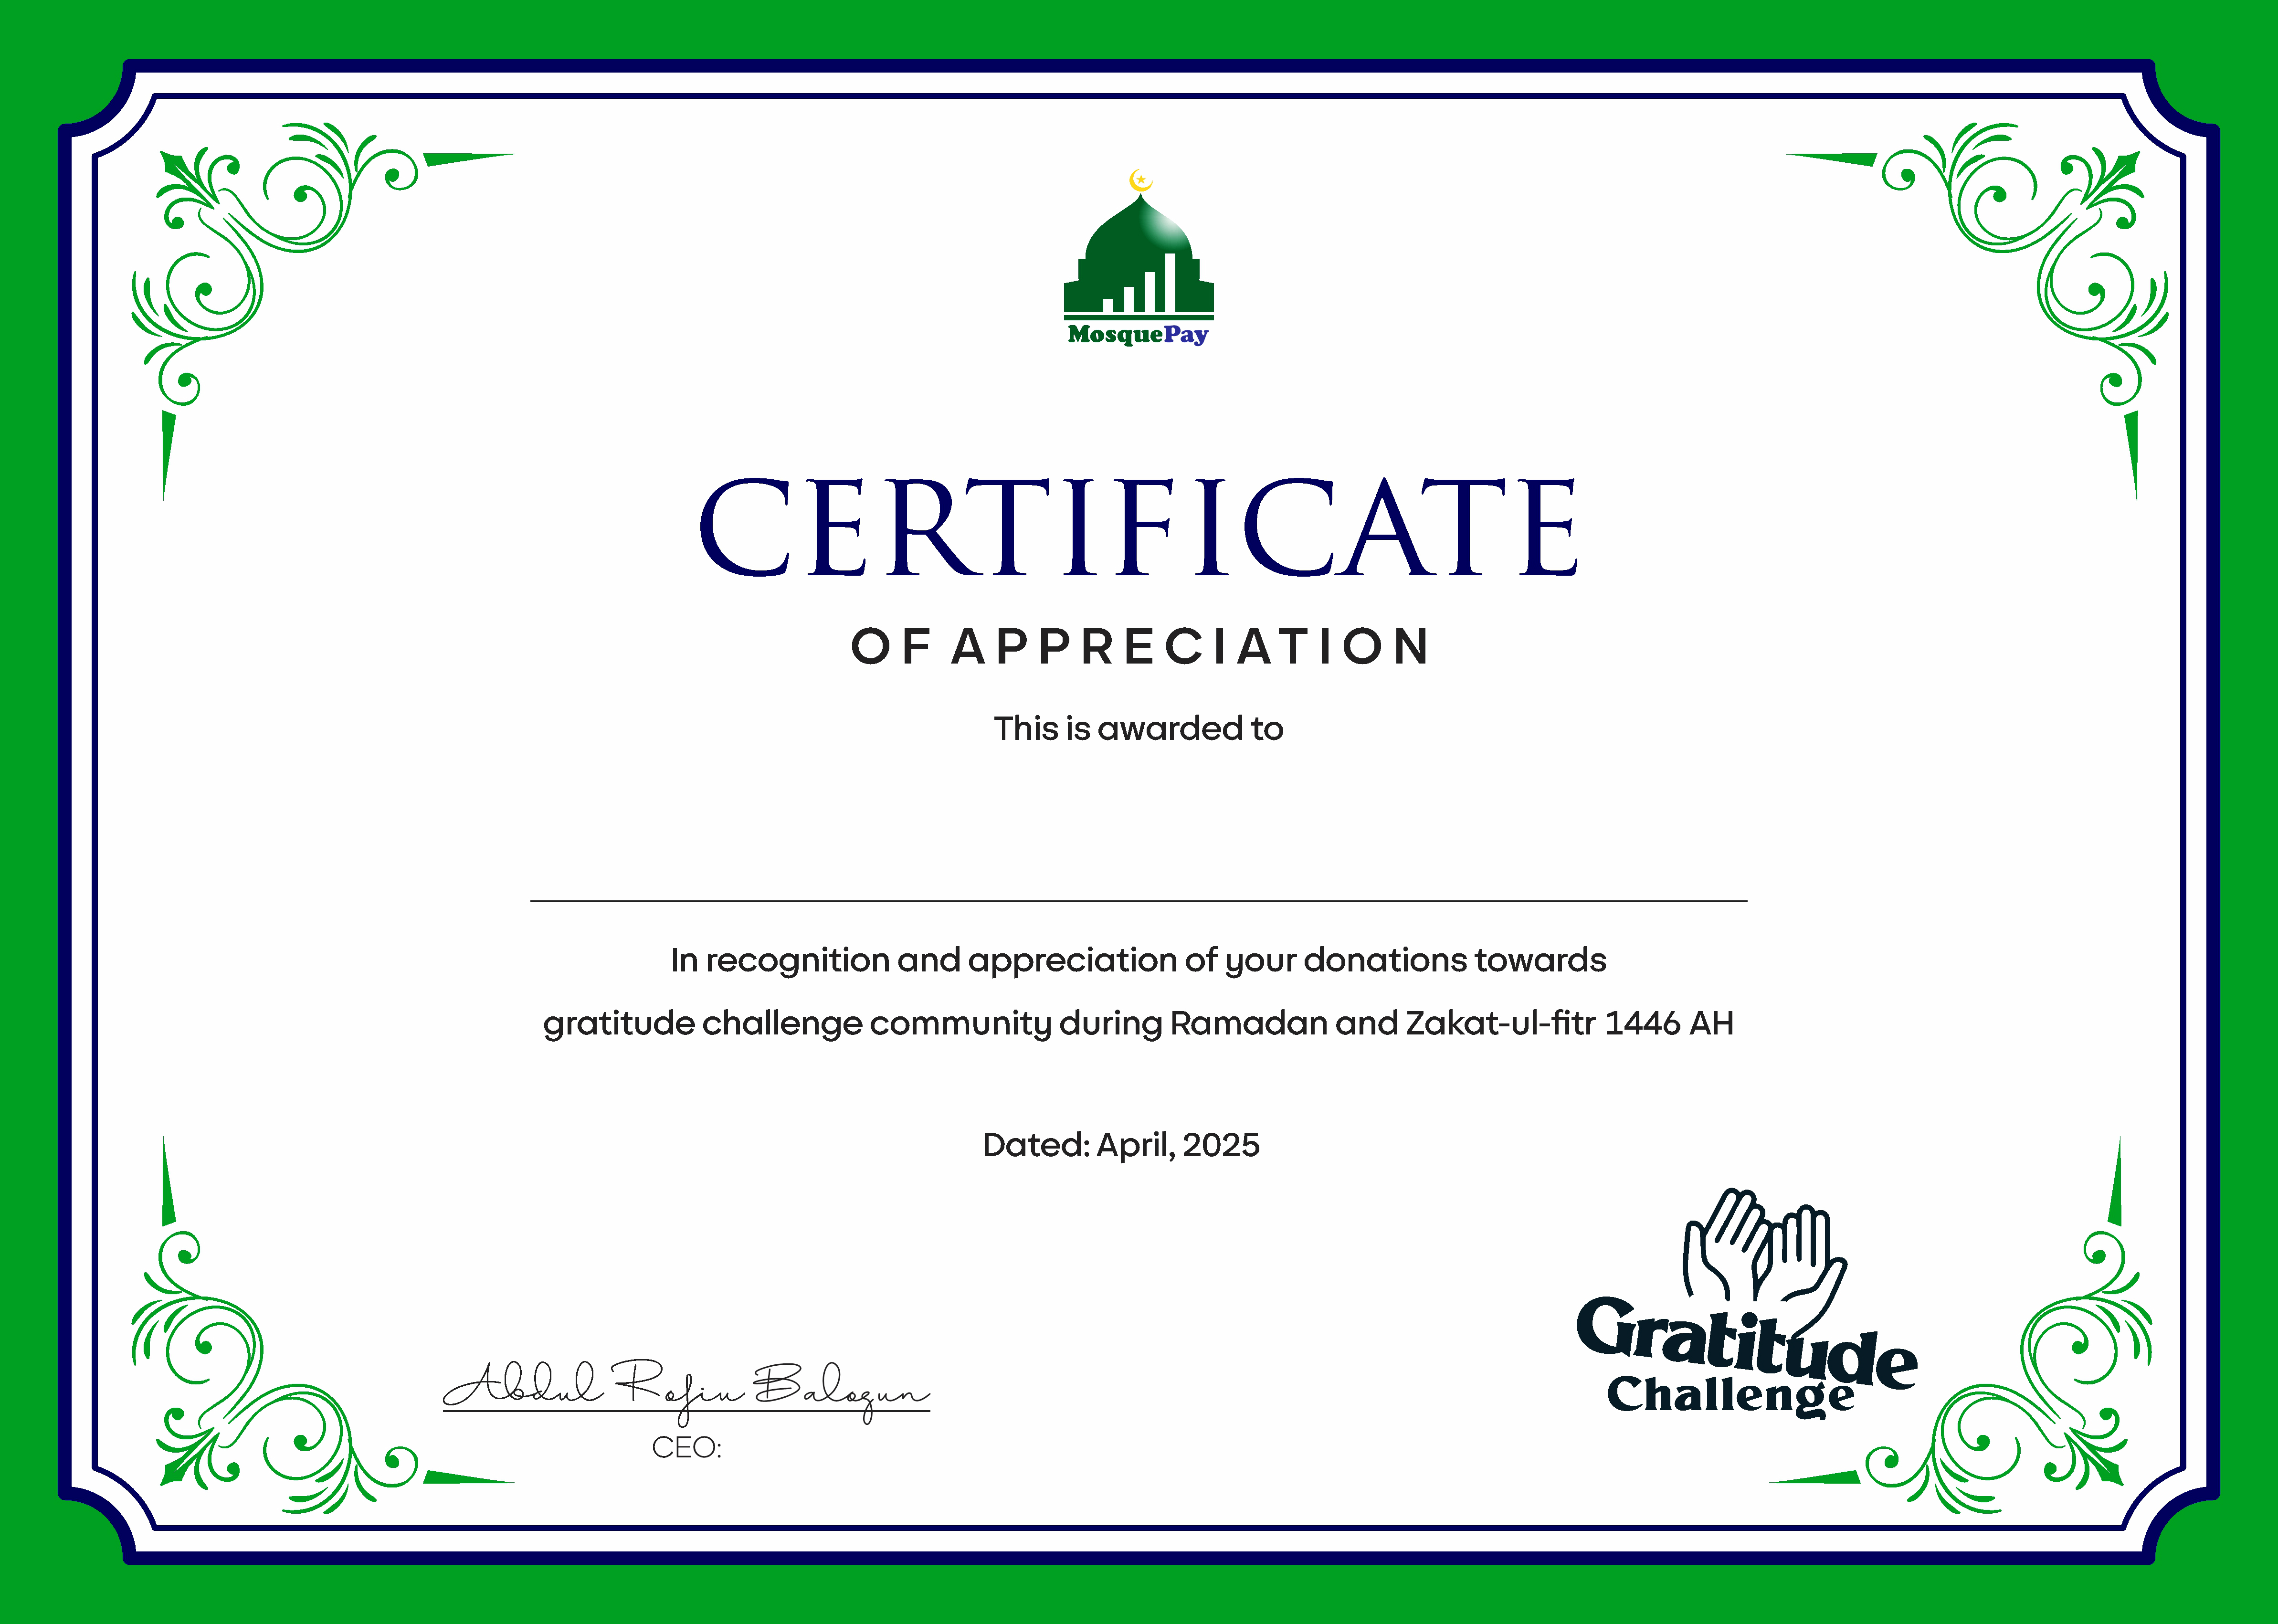 MosquePay
CERTIFICATE
OF APPRECIATION
This is awarded to
In recognition and appreciation of your donations towards
gratitude challenge community during Ramadan and Zakat-ul-fitr 1446 AH
Dated: April, 2025
Gratitude
Challenge
Abdul Rofiu Balogun
CEO: